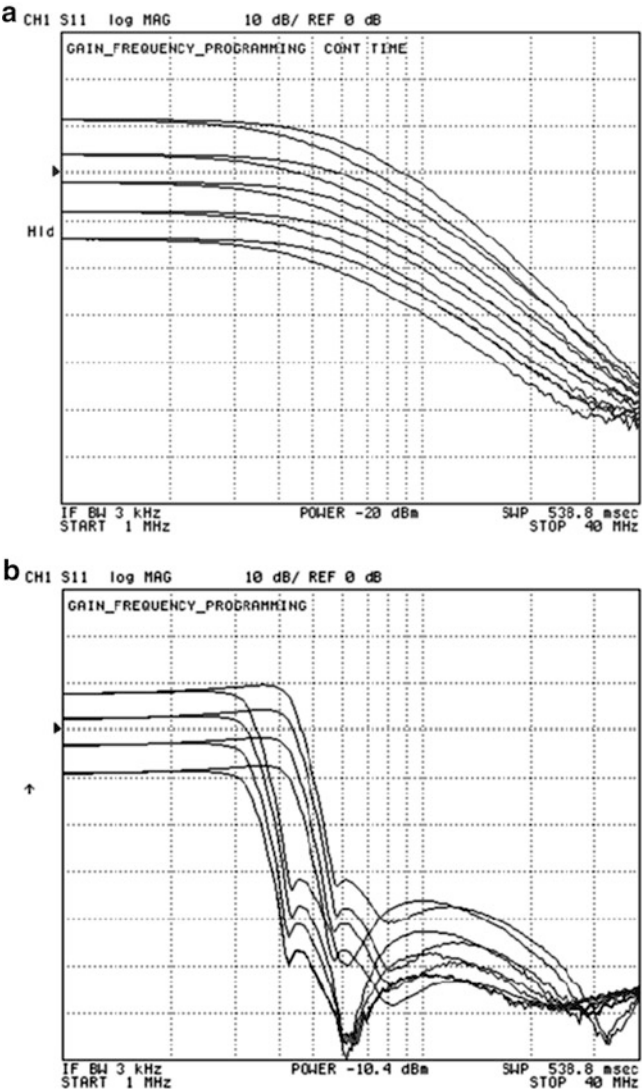 a
CH1 S11 log MAG 10 dB/ REF 0 dB
GAIN_FREQUENCY_PROGRAMMING CONT TIME
Hld
IF BW 3 kHz POWER -20 dBm SWP 538.8 msec
START 1 MHz STOP 40 MHz
b
CH1 S11 log MAG 10 dB/ REF 0 dB
GAIN_FREQUENCY_PROGRAMMING
IF BW 3 kHz POWER -10.4 dBm SWP 538.8 msec
START 1 MHz STOP 40 MHz